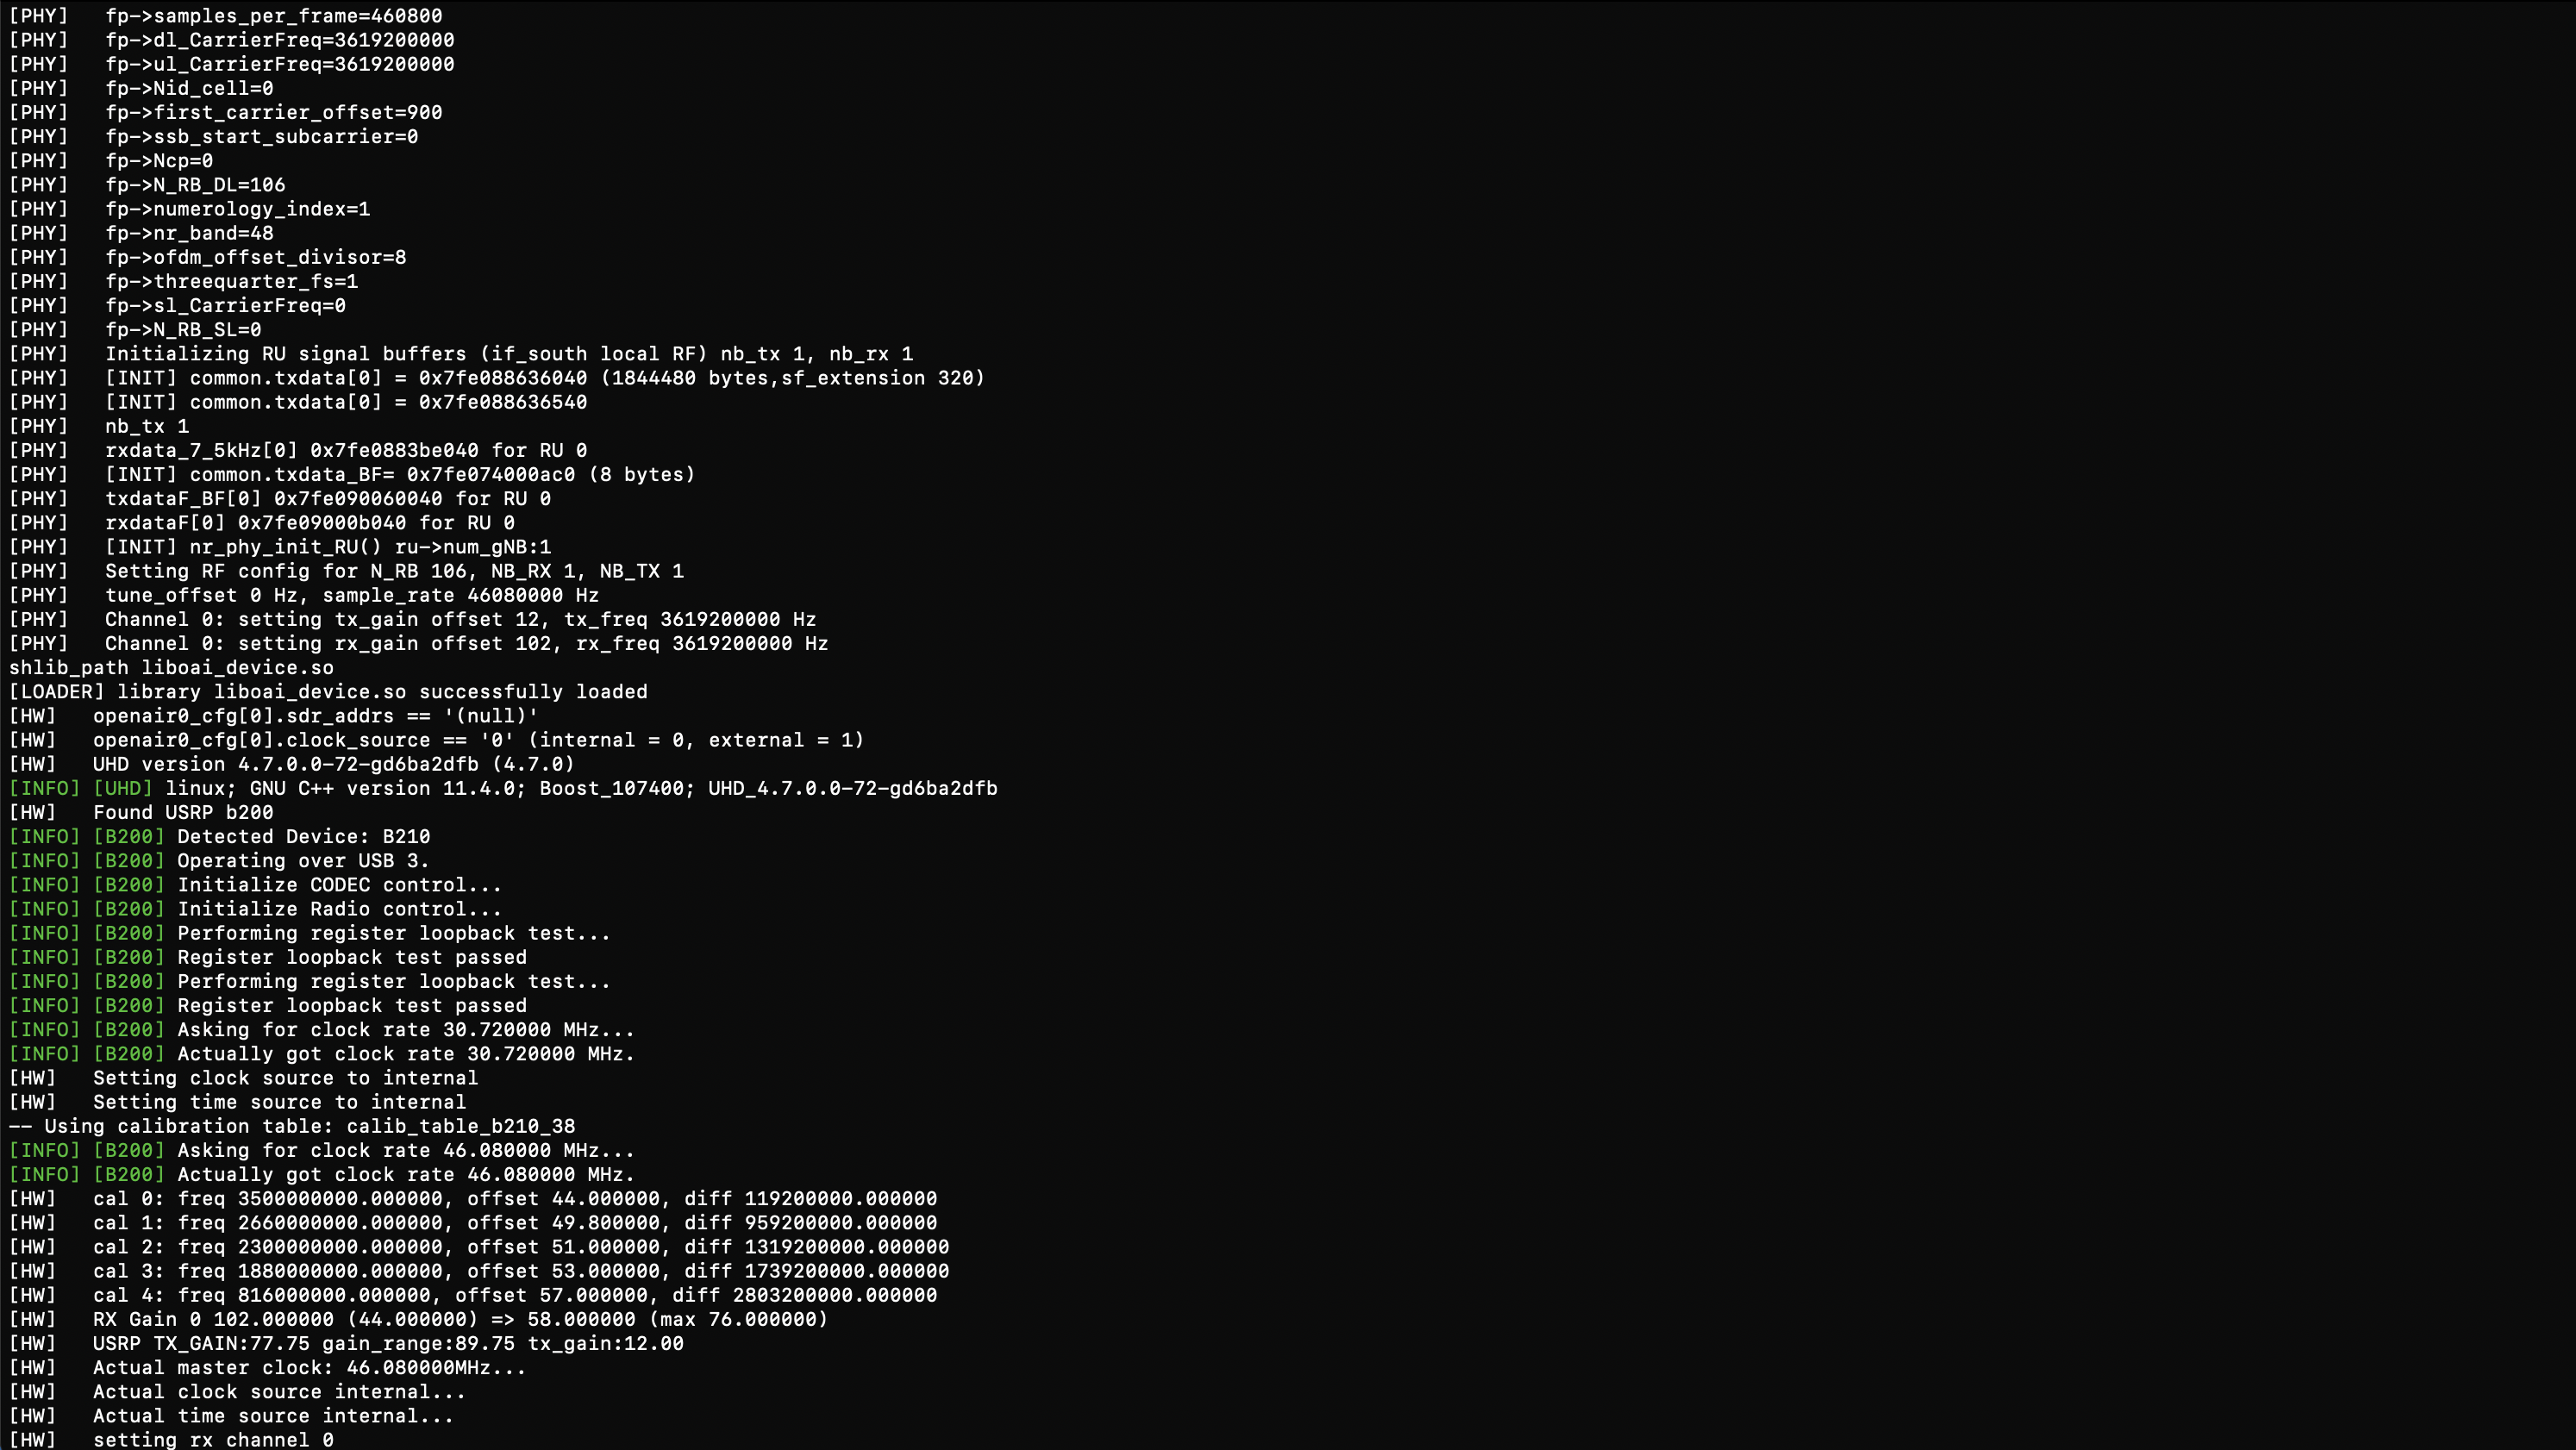 [PHY]   fp->samples_per_frame=460800
[PHY]   fp->dl_CarrierFreq=3619200000
[PHY]   fp->ul_CarrierFreq=3619200000
[PHY]   fp->Nid_cell=0
[PHY]   fp->first_carrier_offset=900
[PHY]   fp->ssb_start_subcarrier=0
[PHY]   fp->Ncp=0
[PHY]   fp->N_RB_DL=106
[PHY]   fp->numerology_index=1
[PHY]   fp->nr_band=48
[PHY]   fp->ofdm_offset_divisor=8
[PHY]   fp->threequarter_fs=1
[PHY]   fp->sl_CarrierFreq=0
[PHY]   fp->N_RB_SL=0
[PHY]   Initializing RU signal buffers (if_south local RF) nb_tx 1, nb_rx 1
[PHY]   [INIT] common.txdata[0] = 0x7fe088636040 (1844480 bytes,sf_extension 320)
[PHY]   [INIT] common.txdata[0] = 0x7fe088636540
[PHY]   nb_tx 1
[PHY]   rxdata_7_5kHz[0] 0x7fe0883be040 for RU 0
[PHY]   [INIT] common.txdata_BF= 0x7fe074000ac0 (8 bytes)
[PHY]   txdataF_BF[0] 0x7fe090060040 for RU 0
[PHY]   rxdataF[0] 0x7fe09000b040 for RU 0
[PHY]   [INIT] nr_phy_init_RU() ru->num_gNB:1
[PHY]   Setting RF config for N_RB 106, NB_RX 1, NB_TX 1
[PHY]   tune_offset 0 Hz, sample_rate 46080000 Hz
[PHY]   Channel 0: setting tx_gain offset 12, tx_freq 3619200000 Hz
[PHY]   Channel 0: setting rx_gain offset 102, rx_freq 3619200000 Hz
shlib_path liboai_device.so
[LOADER] library liboai_device.so successfully loaded
[HW]   openair0_cfg[0].sdr_addrs == '(null)'
[HW]   openair0_cfg[0].clock_source == '0' (internal = 0, external = 1)
[HW]   UHD version 4.7.0.0-72-gd6ba2dfb (4.7.0)
[INFO] [UHD] linux; GNU C++ version 11.4.0; Boost_107400; UHD_4.7.0.0-72-gd6ba2dfb
[HW]   Found USRP b200
[INFO] [B200] Detected Device: B210
[INFO] [B200] Operating over USB 3.
[INFO] [B200] Initialize CODEC control...
[INFO] [B200] Initialize Radio control...
[INFO] [B200] Performing register loopback test...
[INFO] [B200] Register loopback test passed
[INFO] [B200] Performing register loopback test...
[INFO] [B200] Register loopback test passed
[INFO] [B200] Asking for clock rate 30.720000 MHz...
[INFO] [B200] Actually got clock rate 30.720000 MHz.
[HW]   Setting clock source to internal
[HW]   Setting time source to internal
-- Using calibration table: calib_table_b210_38
[INFO] [B200] Asking for clock rate 46.080000 MHz...
[INFO] [B200] Actually got clock rate 46.080000 MHz.
[HW]   cal 0: freq 3500000000.000000, offset 44.000000, diff 119200000.000000
[HW]   cal 1: freq 2660000000.000000, offset 49.800000, diff 959200000.000000
[HW]   cal 2: freq 2300000000.000000, offset 51.000000, diff 1319200000.000000
[HW]   cal 3: freq 1880000000.000000, offset 53.000000, diff 1739200000.000000
[HW]   cal 4: freq 816000000.000000, offset 57.000000, diff 2803200000.000000
[HW]   RX Gain 0 102.000000 (44.000000) => 58.000000 (max 76.000000)
[HW]   USRP TX_GAIN:77.75 gain_range:89.75 tx_gain:12.00
[HW]   Actual master clock: 46.080000MHz...
[HW]   Actual clock source internal...
[HW]   Actual time source internal...
[HW]   setting rx channel 0